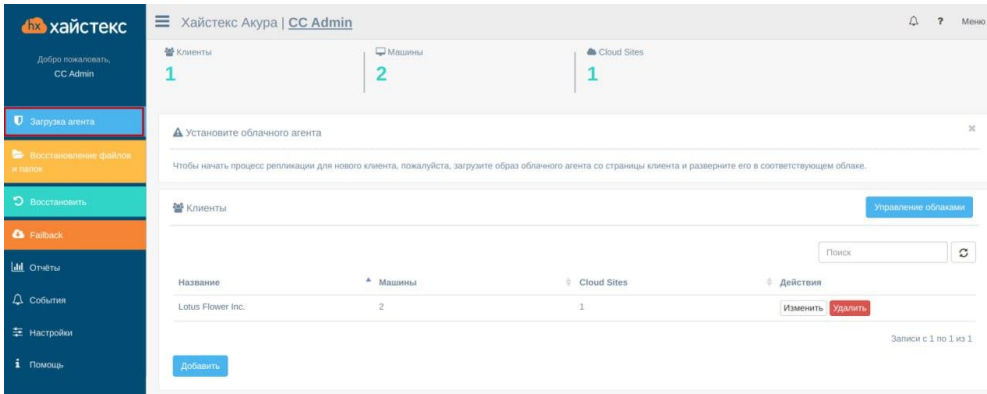 hx хайстекс
Добро пожаловать,
CC Admin
Загрузка агента
Восстановление файлов
и папок
Восстановить
Failback
Отчёты
События
Настройки
Помощь
Хайстекс Акура | CC Admin
? Меню
Клиенты
1
Машины
2
Cloud Sites
1
Установите облачного агента
Чтобы начать процесс репликации для нового клиента, пожалуйста, загрузите образ облачного агента со страницы клиента и разверните его в соответствующем облаке.
Клиенты
Управление облаками
Поиск
Название Машины Cloud Sites Действия
Lotus Flower Inc. 2 1 Изменить Удалить
Записи с 1 по 1 из 1
Добавить